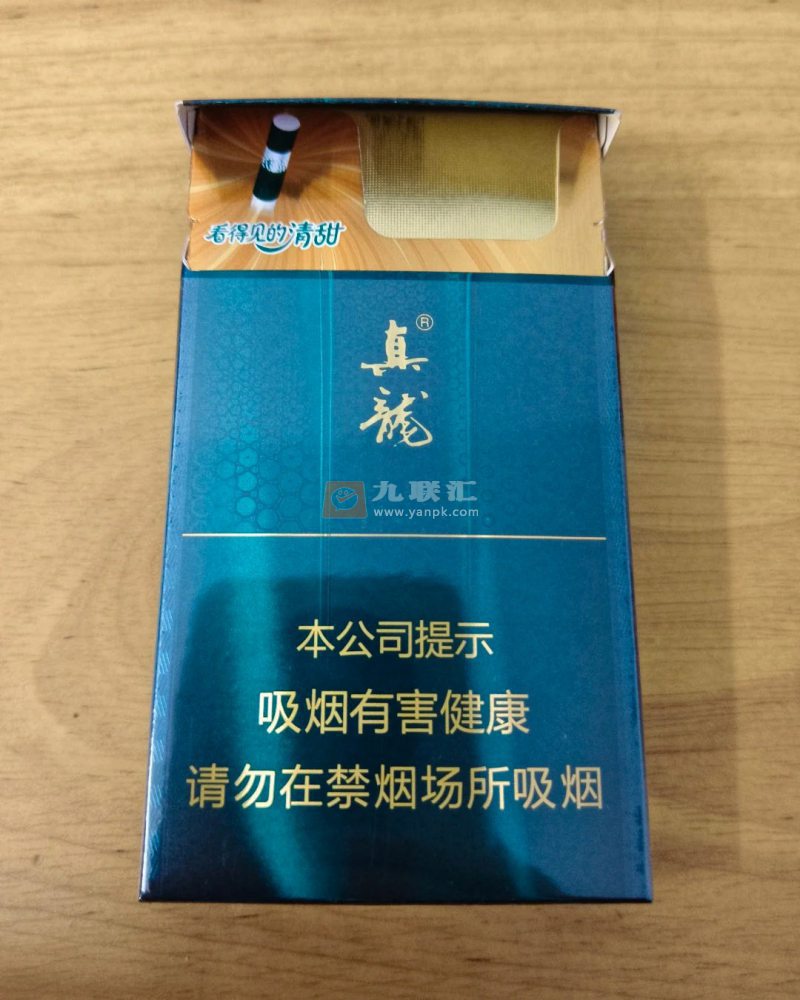 看得见的清甜
真龍®
九联汇
www.yanpk.com
本公司提示
吸烟有害健康
请勿在禁烟场所吸烟